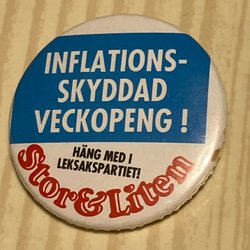 INFLATIONS-
SKYDDAD
VECKOPENG !
HÄNG MED I
LEKSAKSPARTIET!
Stor&Liten